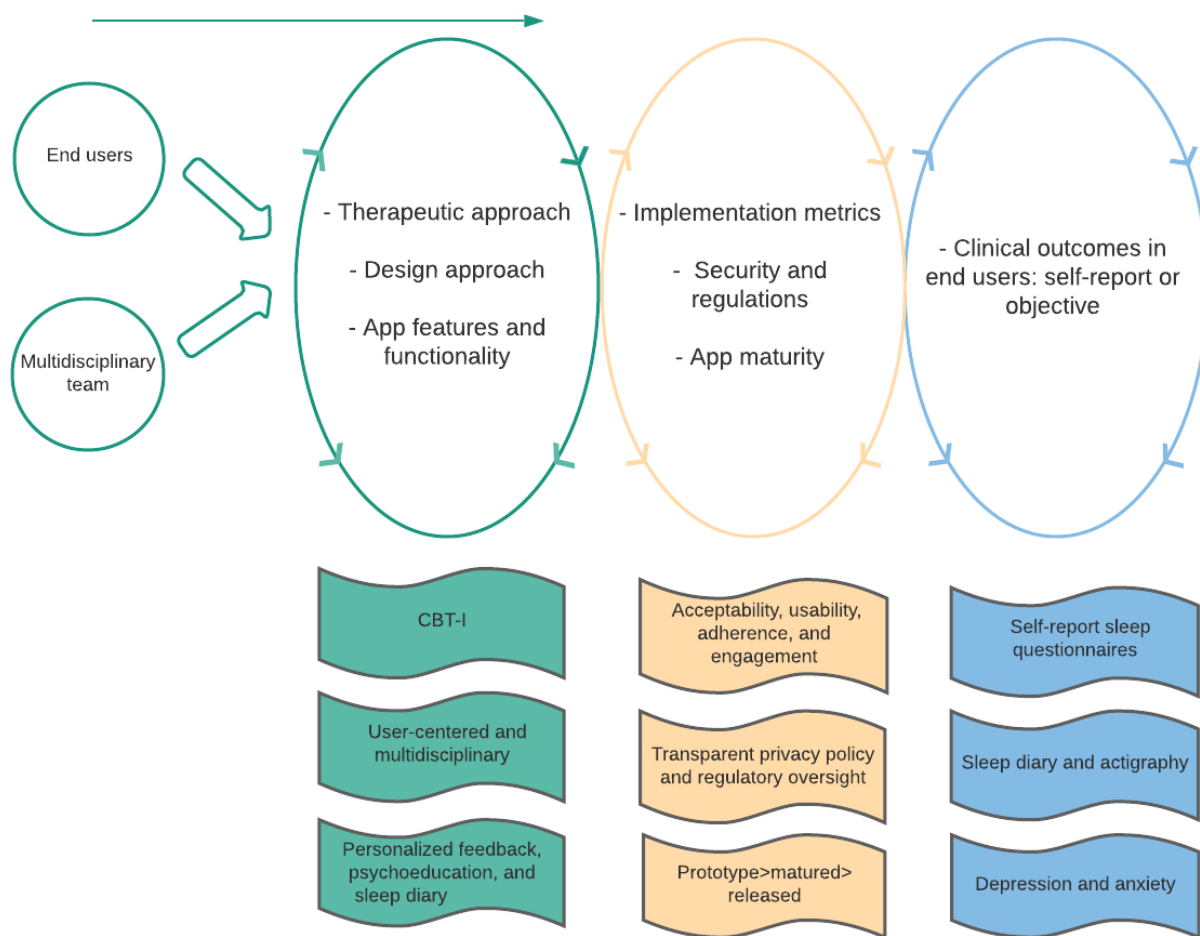 End users
Multidisciplinary
team
- Therapeutic approach
- Design approach
- App features and
functionality
- Implementation metrics
- Security and
regulations
- App maturity
- Clinical outcomes in
end users: self-report or
objective
CBT-I
User-centered and
multidisciplinary
Personalized feedback,
psychoeducation, and
sleep diary
Acceptability, usability,
adherence, and
engagement
Transparent privacy policy
and regulatory oversight
Prototype>matured>
released
Self-report sleep
questionnaires
Sleep diary and actigraphy
Depression and anxiety